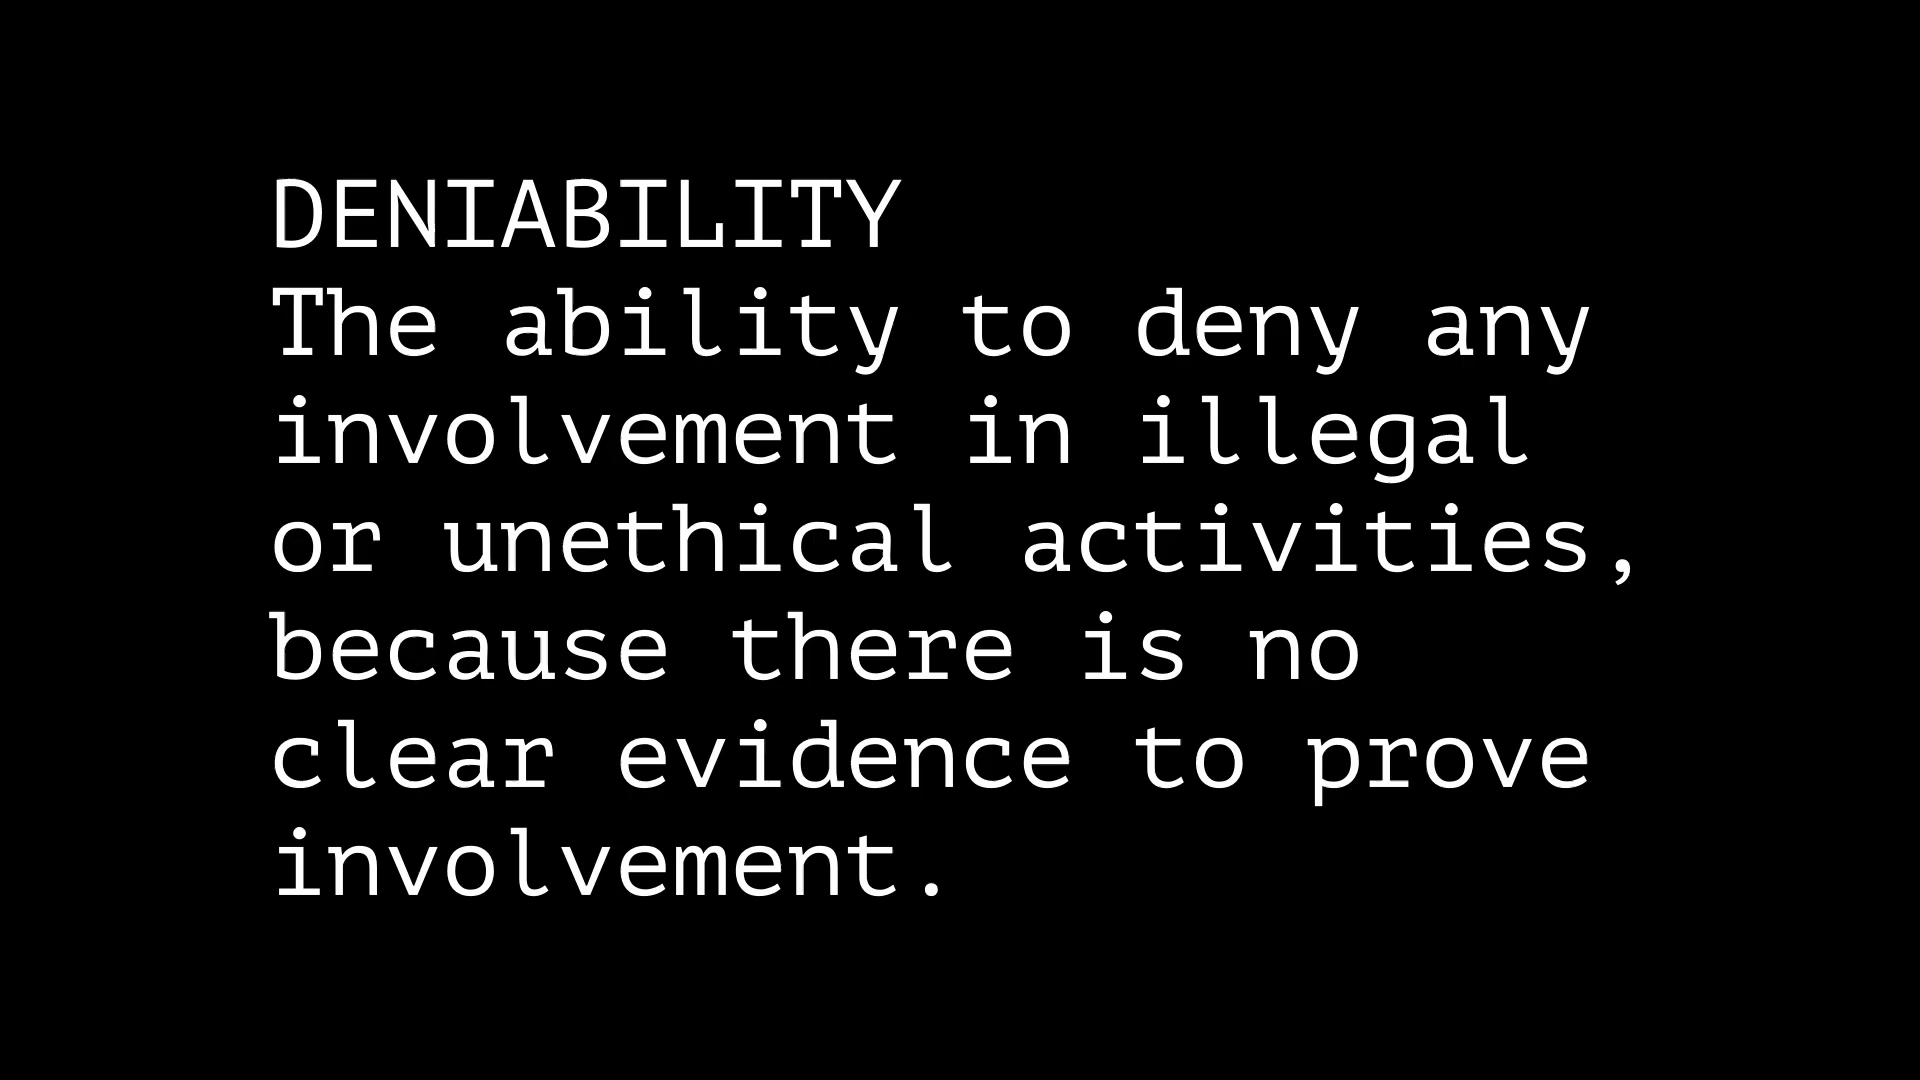 DENIABILITY
The ability to deny any
involvement in illegal
or unethical activities,
because there is no
clear evidence to prove
involvement.